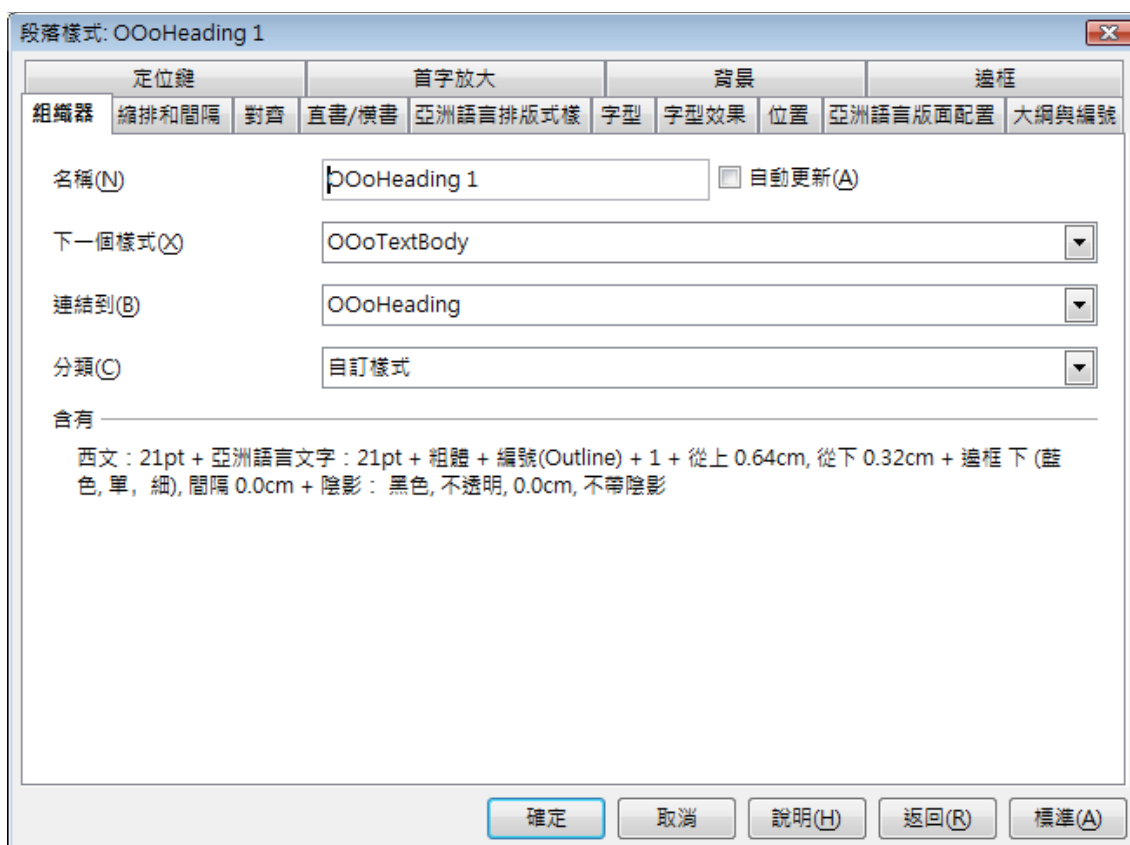 段落樣式: OOoHeading 1
定位鍵 首字放大 背景 邊框
組織器 縮排和間隔 對齊 直書/橫書 亞洲語言排版式樣 字型 字型效果 位置 亞洲語言版面配置 大綱與編號
名稱(N) OOoHeading 1 自動更新(A)
下一個樣式(X) OOoTextBody
連結到(B) OOoHeading
分類(C) 自訂樣式
含有
西文：21pt + 亞洲語言文字：21pt + 粗體 + 編號(Outline) + 1 + 從上 0.64cm, 從下 0.32cm + 邊框 下 (藍
色, 單，細), 間隔 0.0cm + 陰影： 黑色, 不透明, 0.0cm, 不帶陰影
確定 取消 說明(H) 返回(R) 標準(A)